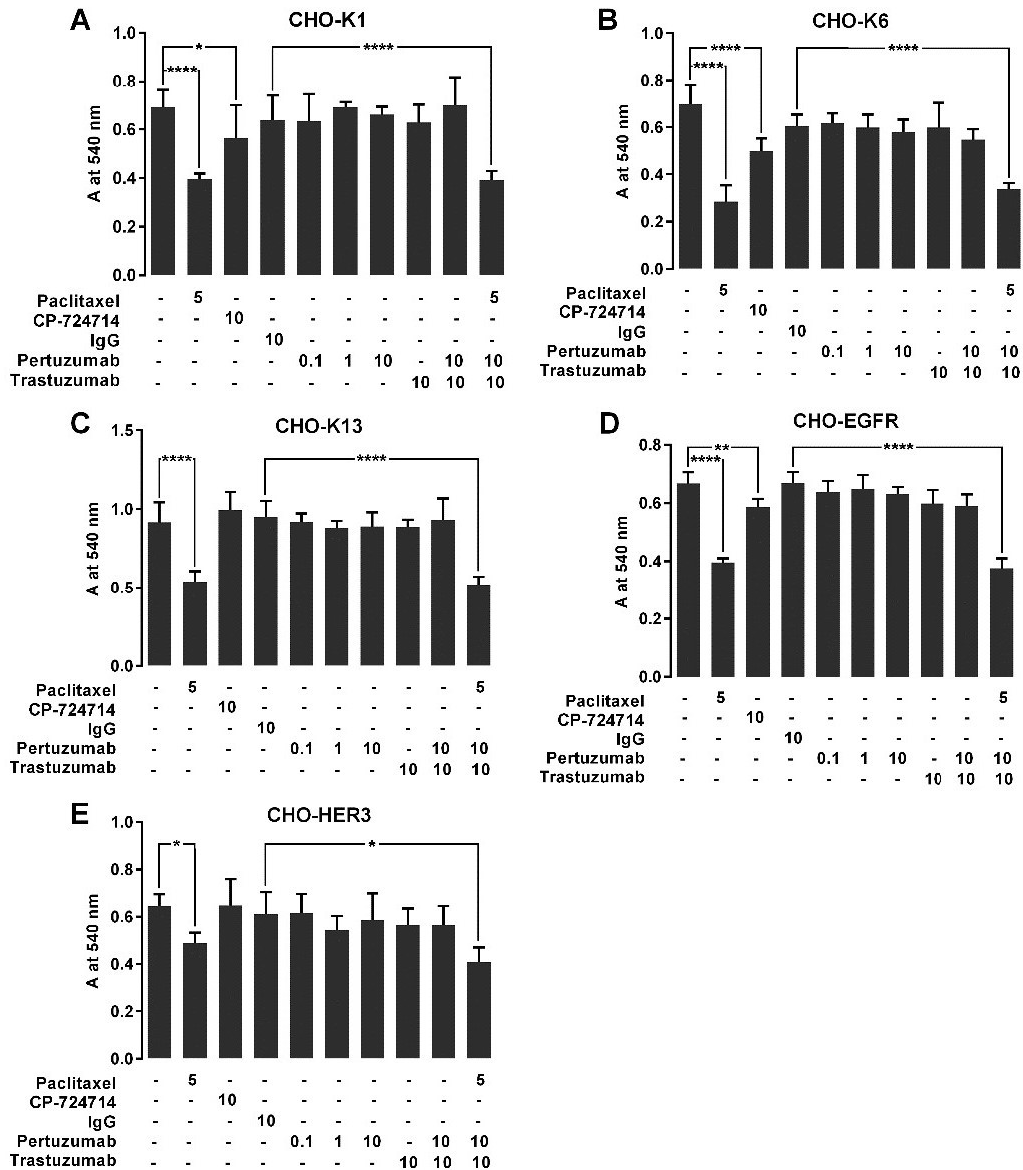 A
CHO-K1
1.0
0.8
0.6
0.4
0.2
0.0
A at 540 nm
* ****
****
Paclitaxel - 5 - - - - - - - 5
CP-724714 - - 10 - - - - - - -
IgG - - - 10 - - - - - -
Pertuzumab - - - - 0.1 1 10 - 10 10
Trastuzumab - - - - - - - 10 10 10
B
CHO-K6
1.0
0.8
0.6
0.4
0.2
0.0
A at 540 nm
**** ****
****
Paclitaxel - 5 - - - - - - - 5
CP-724714 - - 10 - - - - - - -
IgG - - - 10 - - - - - -
Pertuzumab - - - - 0.1 1 10 - 10 10
Trastuzumab - - - - - - - 10 10 10
C
CHO-K13
1.5
1.0
0.5
0.0
A at 540 nm
**** ****
Paclitaxel - 5 - - - - - - - 5
CP-724714 - - 10 - - - - - - -
IgG - - - 10 - - - - - -
Pertuzumab - - - - 0.1 1 10 - 10 10
Trastuzumab - - - - - - - 10 10 10
D
CHO-EGFR
0.8
0.6
0.4
0.2
0.0
A at 540 nm
** ****
****
Paclitaxel - 5 - - - - - - - 5
CP-724714 - - 10 - - - - - - -
IgG - - - 10 - - - - - -
Pertuzumab - - - - 0.1 1 10 - 10 10
Trastuzumab - - - - - - - 10 10 10
E
CHO-HER3
1.0
0.8
0.6
0.4
0.2
0.0
A at 540 nm
* *
Paclitaxel - 5 - - - - - - - 5
CP-724714 - - 10 - - - - - - -
IgG - - - 10 - - - - - -
Pertuzumab - - - - 0.1 1 10 - 10 10
Trastuzumab - - - - - - - 10 10 10